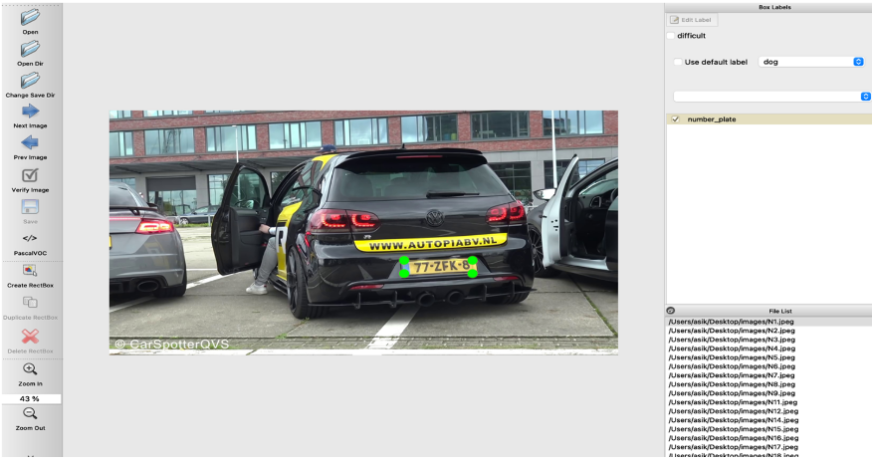 Open
Open Dir
Change Save Dir
Next Image
Prev Image
Verify Image
Save
</>
PascalVOC
Create RectBox
Duplicate RectBox
Delete RectBox
Zoom In
43 %
Zoom Out
WWW.AUTOPIABV.NL
77-ZFK-8
© CarSpotterQVS
Box Labels
Edit Label
difficult
Use default label dog
number_plate
File List
/Users/asik/Desktop/images/N1.jpeg
/Users/asik/Desktop/images/N2.jpeg
/Users/asik/Desktop/images/N3.jpeg
/Users/asik/Desktop/images/N4.jpeg
/Users/asik/Desktop/images/N5.jpeg
/Users/asik/Desktop/images/N6.jpeg
/Users/asik/Desktop/images/N7.jpeg
/Users/asik/Desktop/images/N8.jpeg
/Users/asik/Desktop/images/N9.jpeg
/Users/asik/Desktop/images/N11.jpeg
/Users/asik/Desktop/images/N12.jpeg
/Users/asik/Desktop/images/N14.jpeg
/Users/asik/Desktop/images/N15.jpeg
/Users/asik/Desktop/images/N16.jpeg
/Users/asik/Desktop/images/N17.jpeg
/Users/asik/Desktop/images/N18.jpeg